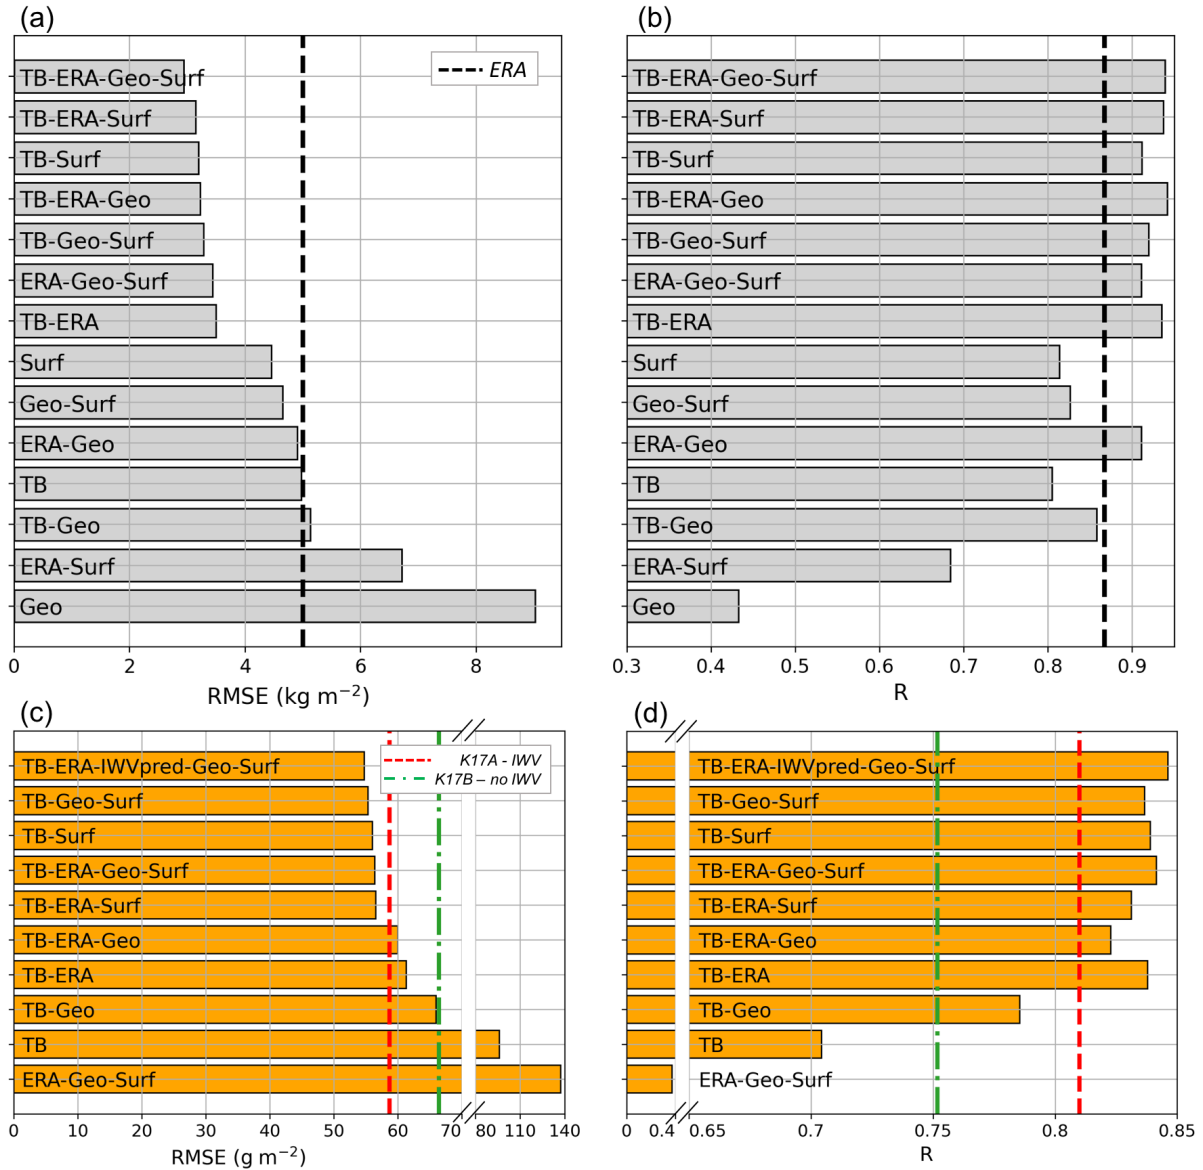 (a)
TB-ERA-Geo-Surf
TB-ERA-Surf
TB-Surf
TB-ERA-Geo
TB-Geo-Surf
ERA-Geo-Surf
TB-ERA
Surf
Geo-Surf
ERA-Geo
TB
TB-Geo
ERA-Surf
Geo
ERA
0 2 4 6 8
RMSE (kg m⁻²)
(b)
TB-ERA-Geo-Surf
TB-ERA-Surf
TB-Surf
TB-ERA-Geo
TB-Geo-Surf
ERA-Geo-Surf
TB-ERA
Surf
Geo-Surf
ERA-Geo
TB
TB-Geo
ERA-Surf
Geo
0.3 0.4 0.5 0.6 0.7 0.8 0.9
R
(c)
K17A - IWV
K17B – no IWV
TB-ERA-IWVpred-Geo-Surf
TB-Geo-Surf
TB-Surf
TB-ERA-Geo-Surf
TB-ERA-Surf
TB-ERA-Geo
TB-ERA
TB-Geo
TB
ERA-Geo-Surf
0 10 20 30 40 50 60 70 80 110 140
RMSE (g m⁻²)
(d)
TB-ERA-IWVpred-Geo-Surf
TB-Geo-Surf
TB-Surf
TB-ERA-Geo-Surf
TB-ERA-Surf
TB-ERA-Geo
TB-ERA
TB-Geo
TB
ERA-Geo-Surf
0 0.4 0.65 0.7 0.75 0.8 0.85
R